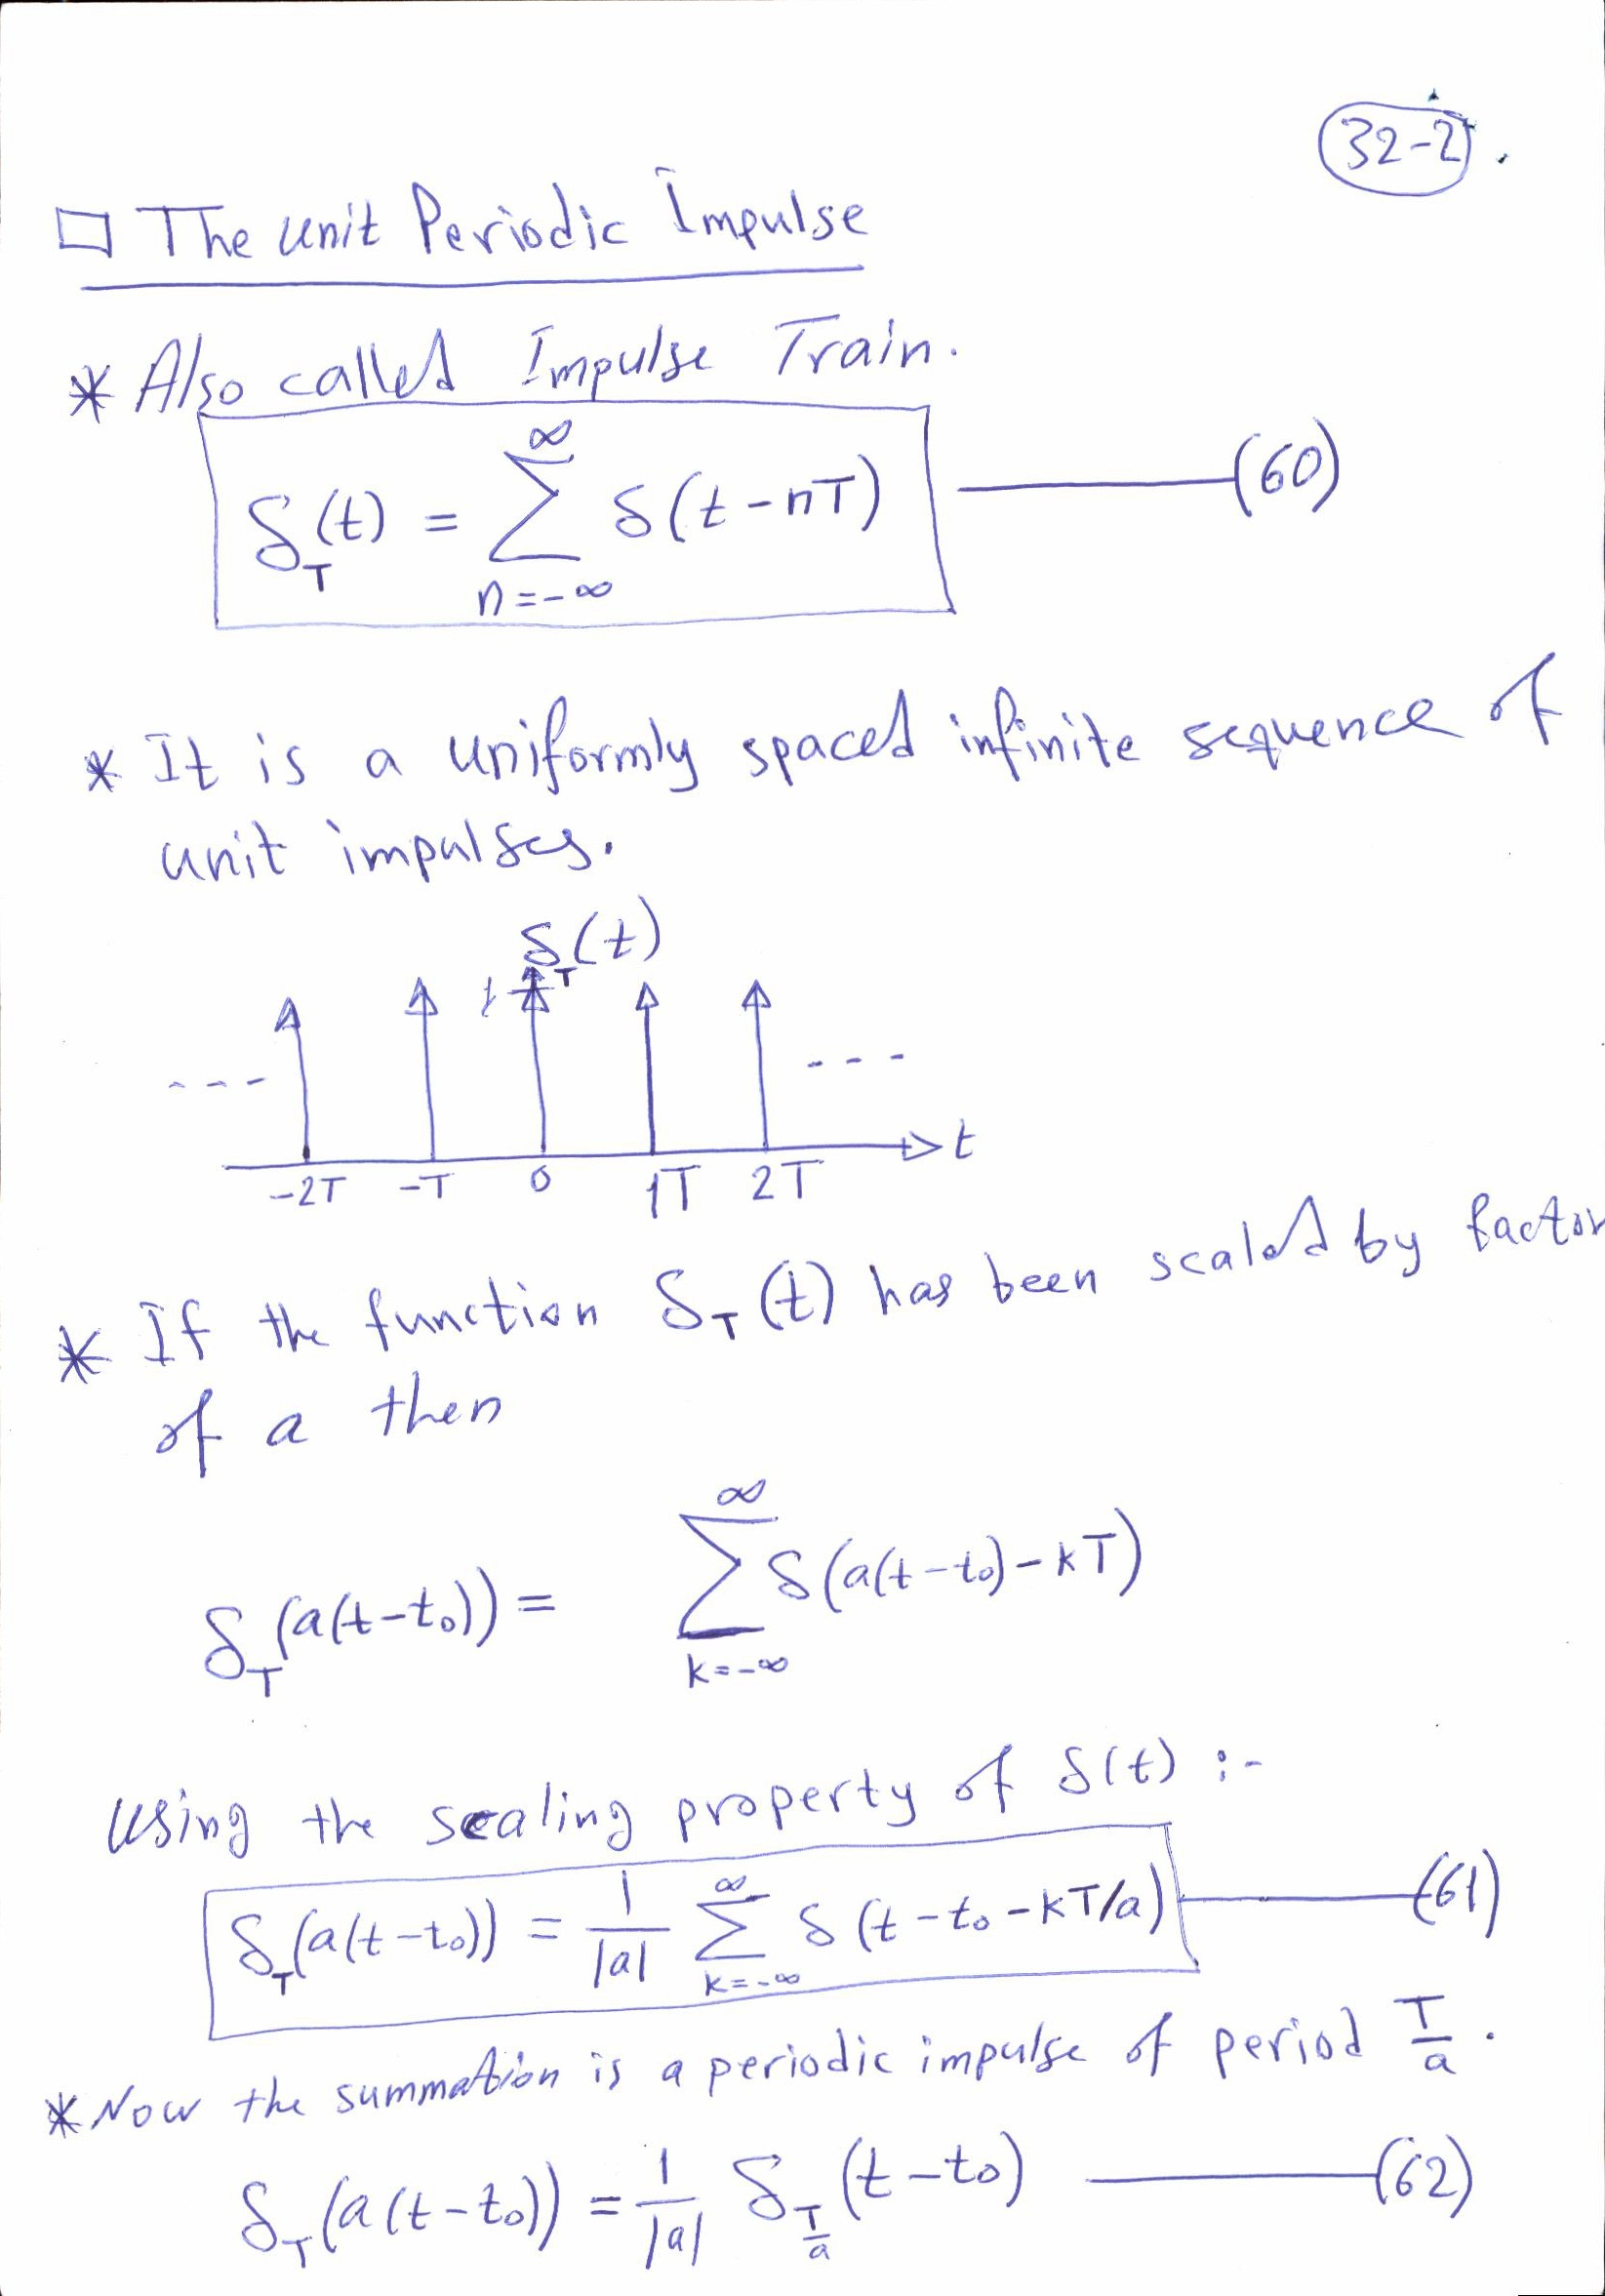 32-2
□ The unit Periodic Impulse
* Also called Impulse Train.
δ_T(t) = ∑_{n=-∞}^{∞} δ(t-nT) ——— (60)
* It is a uniformly spaced infinite sequence of
unit impulses.
δ_T(t)
1
--- ---
t
-2T -T 0 1T 2T
* If the function δ_T(t) has been scaled by factor
of a then
δ_T(a(t-t₀)) = ∑_{k=-∞}^{∞} δ(a(t-t₀)-kT)
Using the scaling property of δ(t) :-
δ_T(a(t-t₀)) = 1/|a| ∑_{k=-∞}^{∞} δ(t-t₀-kT/a) ——— (61)
* Now the summation is a periodic impulse of period T/a .
δ_T(a(t-t₀)) = 1/|a| δ_{T/a}(t-t₀) ——— (62)